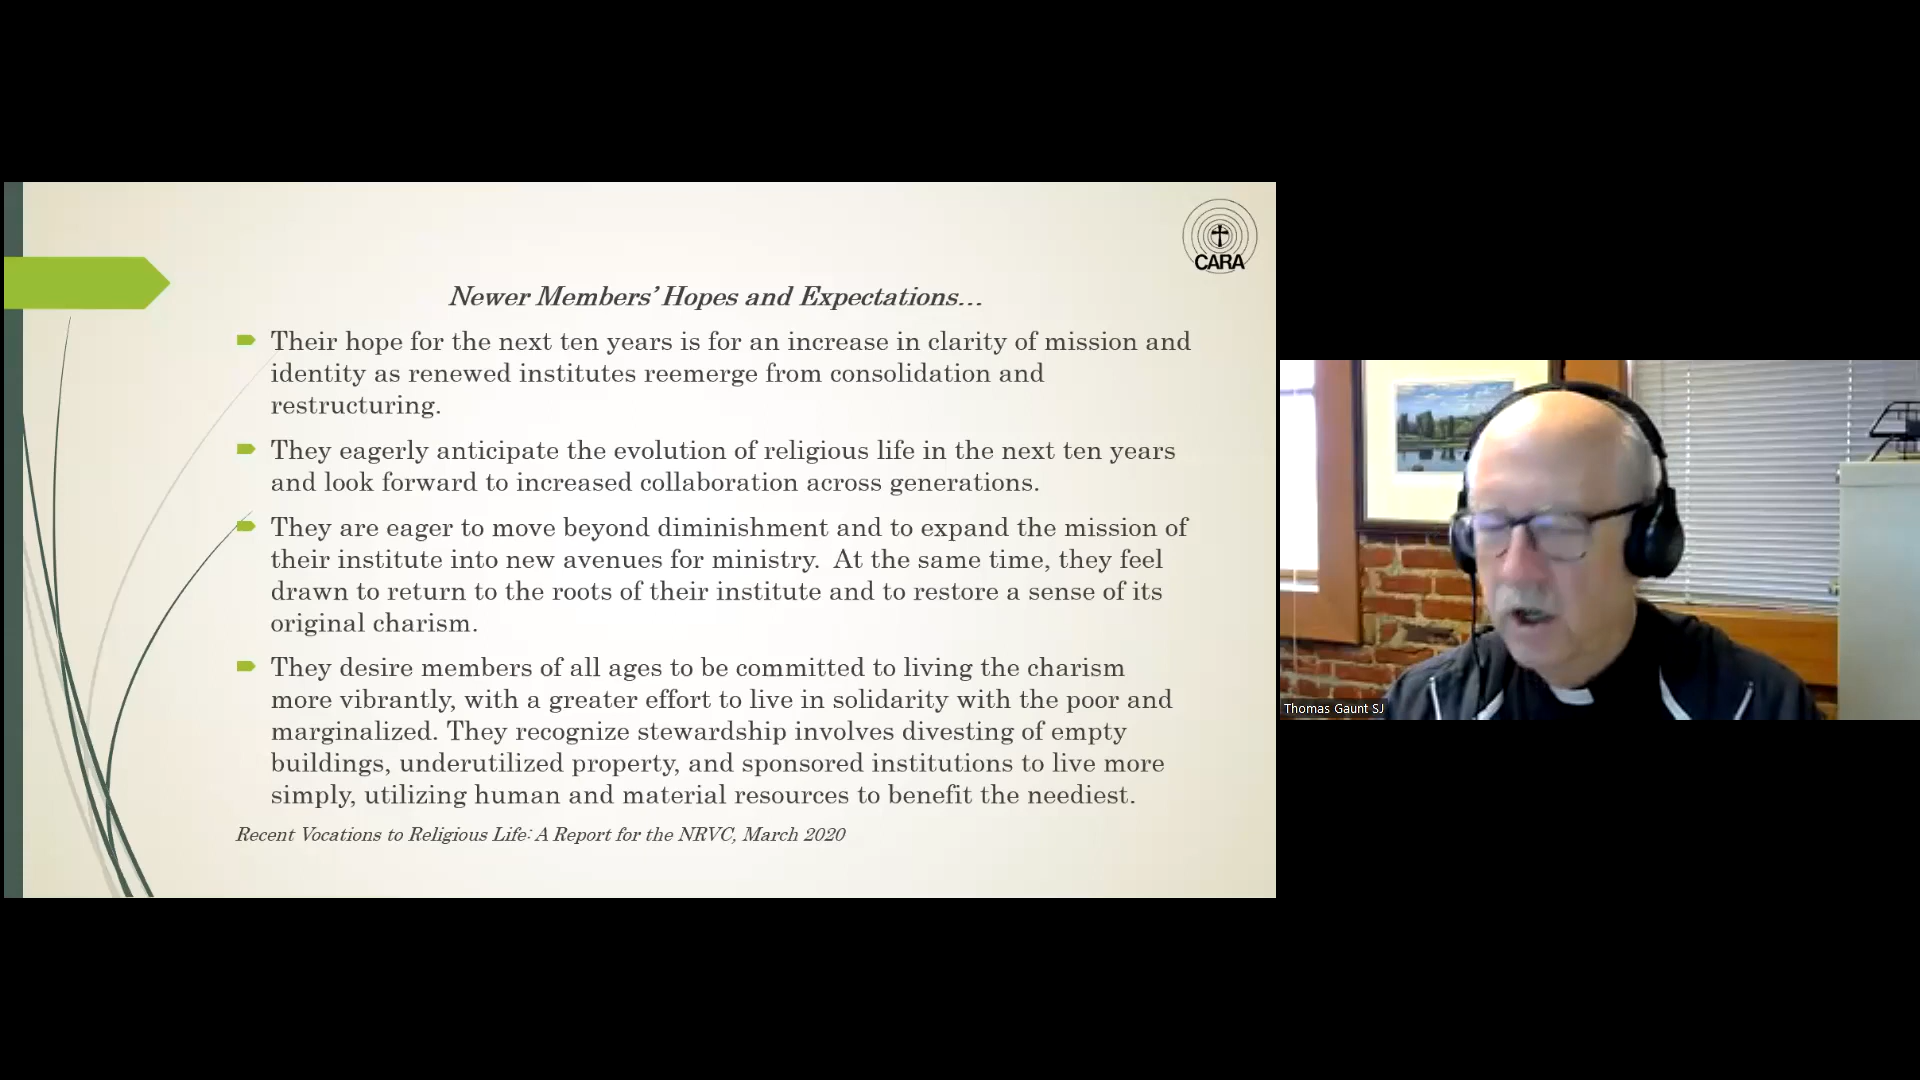 CARA
Newer Members' Hopes and Expectations…
Their hope for the next ten years is for an increase in clarity of mission and
identity as renewed institutes reemerge from consolidation and
restructuring.
They eagerly anticipate the evolution of religious life in the next ten years
and look forward to increased collaboration across generations.
They are eager to move beyond diminishment and to expand the mission of
their institute into new avenues for ministry.  At the same time, they feel
drawn to return to the roots of their institute and to restore a sense of its
original charism.
They desire members of all ages to be committed to living the charism
more vibrantly, with a greater effort to live in solidarity with the poor and
marginalized. They recognize stewardship involves divesting of empty
buildings, underutilized property, and sponsored institutions to live more
simply, utilizing human and material resources to benefit the neediest.
Recent Vocations to Religious Life: A Report for the NRVC, March 2020
Thomas Gaunt SJ